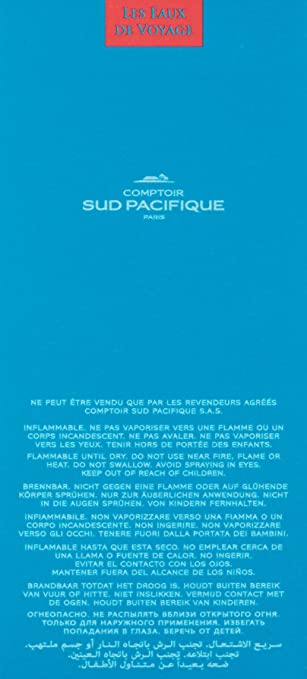 LES EAUX
DE VOYAGE
COMPTOIR
SUD PACIFIQUE
PARIS
NE PEUT ÊTRE VENDU QUE PAR LES REVENDEURS AGRÉÉS
COMPTOIR SUD PACIFIQUE S.A.S.
INFLAMMABLE. NE PAS VAPORISER VERS UNE FLAMME OU UN
CORPS INCANDESCENT. NE PAS AVALER. NE PAS VAPORISER
VERS LES YEUX. TENIR HORS DE PORTÉE DES ENFANTS.
FLAMMABLE UNTIL DRY. DO NOT USE NEAR FIRE, FLAME OR
HEAT. DO NOT SWALLOW. AVOID SPRAYING IN EYES.
KEEP OUT OF REACH OF CHILDREN.
BRENNBAR. NICHT GEGEN EINE FLAMME ODER AUF GLÜHENDE
KÖRPER SPRÜHEN. NUR ZUR ÄUBERLICHEN ANWENDUNG. NICHT
IN DIE AUGEN SPRÜHEN. VON KINDERN FERNHALTEN.
INFIAMMABILE. NON VAPORIZZARE VERSO UNA FIAMMA O UN
CORPO INCANDESCENTE. NON INGERIRE. NON VAPORIZZARE
VERSO GLI OCCHI. TENERE FUORI DALLA PORTATA DEI BAMBINI.
INFLAMABLE HASTA QUE ESTA SECO. NO EMPLEAR CERCA DE
UNA LLAMA O FUENTE DE CALOR. NO INGERIR.
EVITAR EL CONTACTO CON LOS OJOS.
MANTENER FUERA DEL ALCANCE DE LOS NIÑOS.
BRANDBAAR TOTDAT HET DROOG IS. HOUDT BUITEN BEREIK
VAN VUUR OF HITTE. NIET INSLIKKEN. VERMIJD CONTACT MET
DE OGEN. HOUDT BUITEN BEREIK VAN KINDEREN.
ОГНЕОПАСНО. НЕ РАСПЫЛЯТЬ ВБЛИЗИ ОТКРЫТОГО ОГНЯ.
ТОЛЬКО ДЛЯ НАРУЖНОГО ПРИМЕНЕНИЯ. ИЗБЕГАТЬ
ПОПАДАНИЯ В ГЛАЗА. БЕРЕЧЬ ОТ ДЕТЕЙ.
سريع الاشتعال. تجنب الرش باتجاه النار أو جسم ملتهب.
تجنب ابتلاعه. تجنب الرش باتجاه العينين.
ضعه بعيداً عن متناول الأطفال.